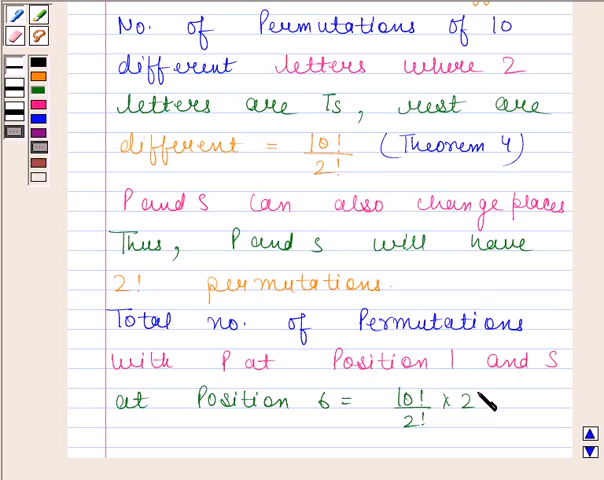 No. of Permutations of 10
different letters where 2
letters are Ts, rest are
different = 10! / 2! (Theorem 4)
P and S can also change places
Thus, P and S will have
2! permutations.
Total no. of Permutations
with P at Position 1 and S
at Position 6 = 10! / 2! × 2